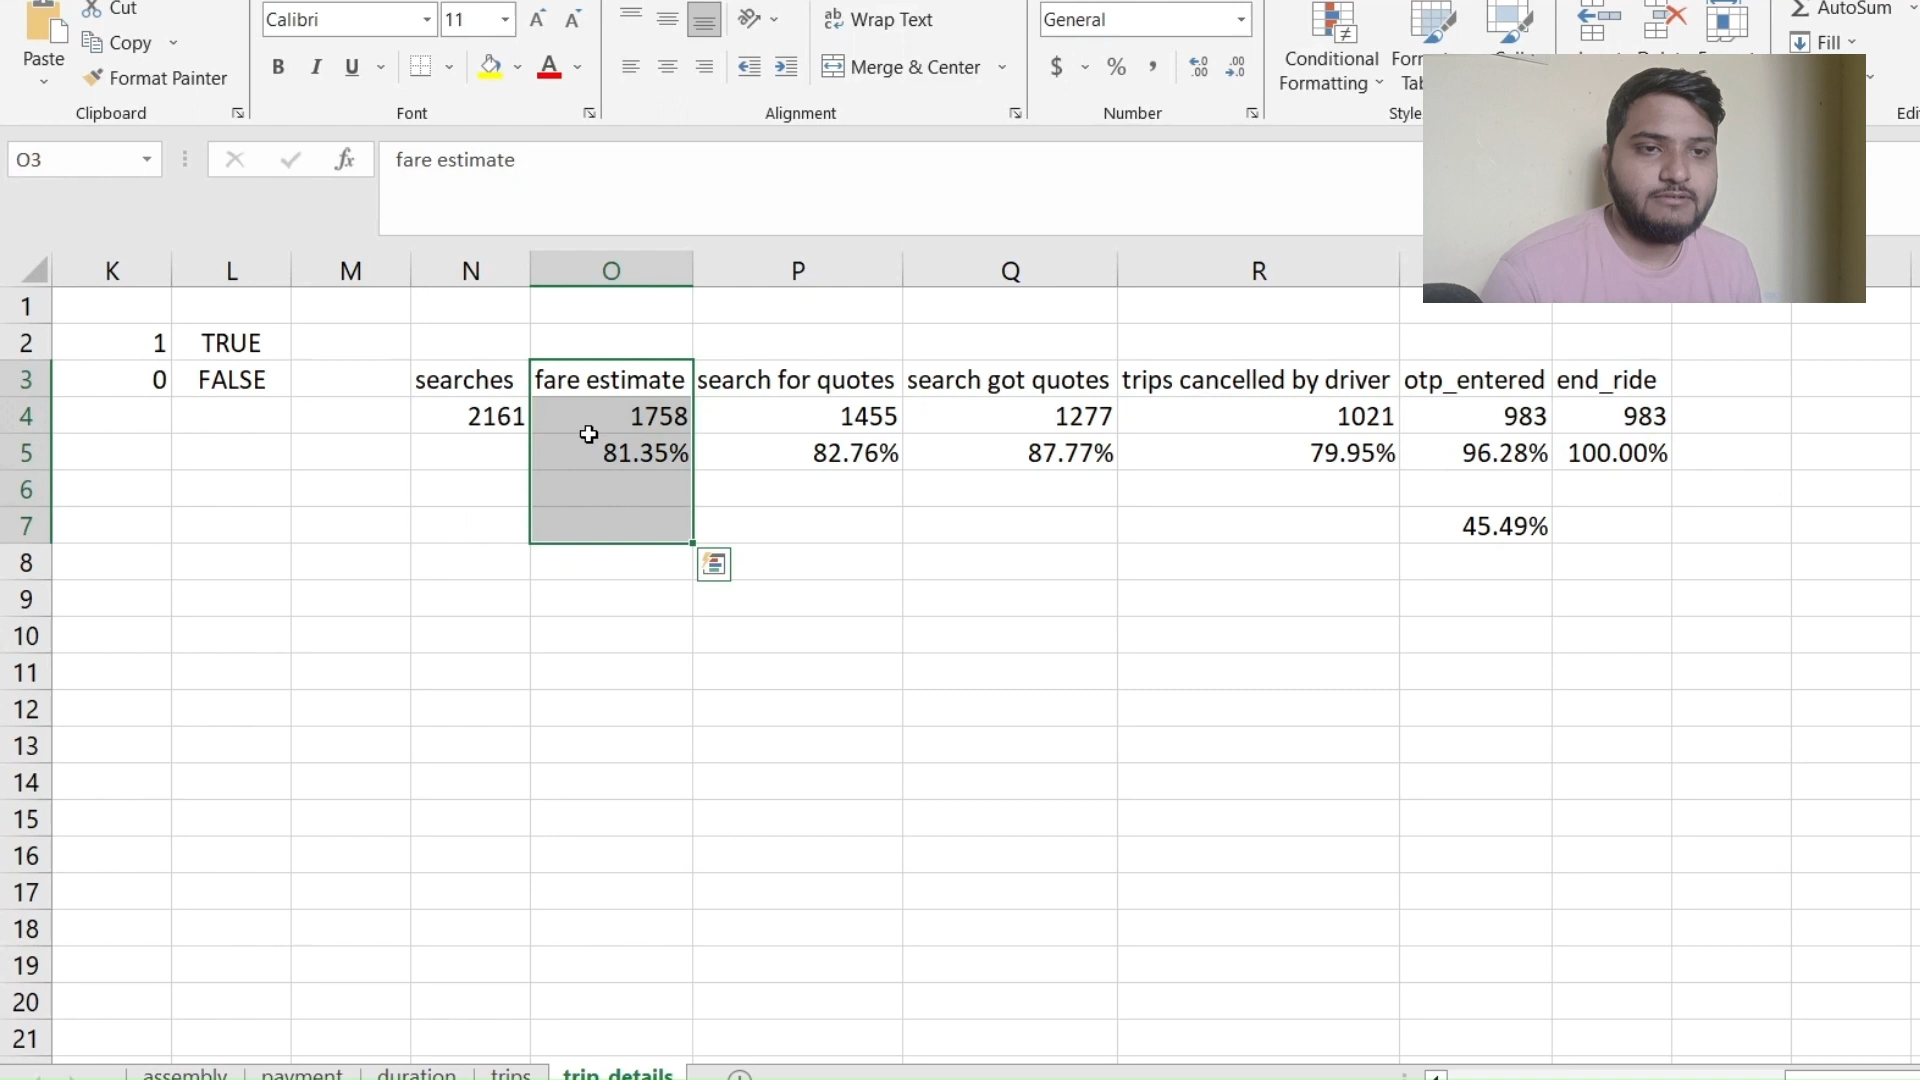 Cut
Copy
Paste
Format Painter
Clipboard
Calibri 11 A A
B I U A
Font
ab Wrap Text
Merge & Center
Alignment
General
$ % , .00 .00
Number
Conditional
Formatting
Style
AutoSum
Fill
O3 fx fare estimate
K L M N O P Q R
1
2 1 TRUE
3 0 FALSE searches fare estimate search for quotes search got quotes trips cancelled by driver otp_entered end_ride
4 2161 1758 1455 1277 1021 983 983
5 81.35% 82.76% 87.77% 79.95% 96.28% 100.00%
6
7 45.49%
8
9
10
11
12
13
14
15
16
17
18
19
20
21
assembly payment duration trips trip_details